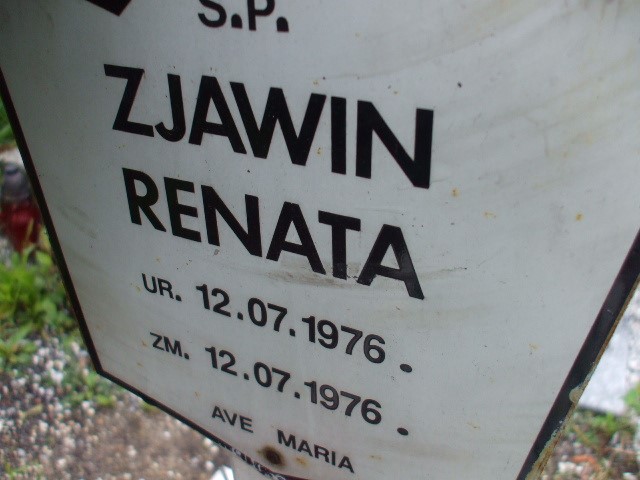 S.P.
ZJAWIN
RENATA
UR. 12.07.1976.
ZM. 12.07.1976.
AVE MARIA